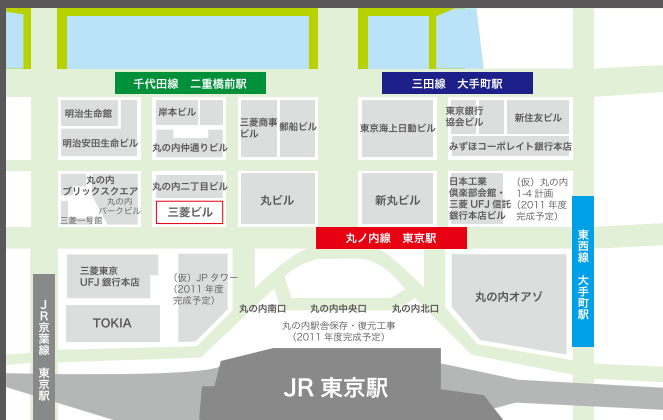 千代田線　二重橋前駅
三田線　大手町駅
明治生命館
岸本ビル
三菱商事
ビル
郵船ビル
東京海上日動ビル
東京銀行
協会ビル
新住友ビル
明治安田生命ビル
丸の内仲通りビル
みずほコーポレイト銀行本店
丸の内
ブリックスクエア
丸の内
パークビル
三菱一号館
丸の内二丁目ビル
三菱ビル
丸ビル
新丸ビル
日本工業
倶楽部会館・
三菱 UFJ 信託
銀行本店ビル
（仮）丸の内
1-4 計画
（2011 年度
完成予定）
丸ノ内線　東京駅
東西線　大手町駅
三菱東京
UFJ 銀行本店
（仮）JP タワー
（2011 年度
完成予定）
TOKIA
丸の内南口
丸の内中央口
丸の内北口
丸の内駅舎保存・復元工事
（2011 年度完成予定）
丸の内オアゾ
JR京葉線　東京駅
JR 東京駅